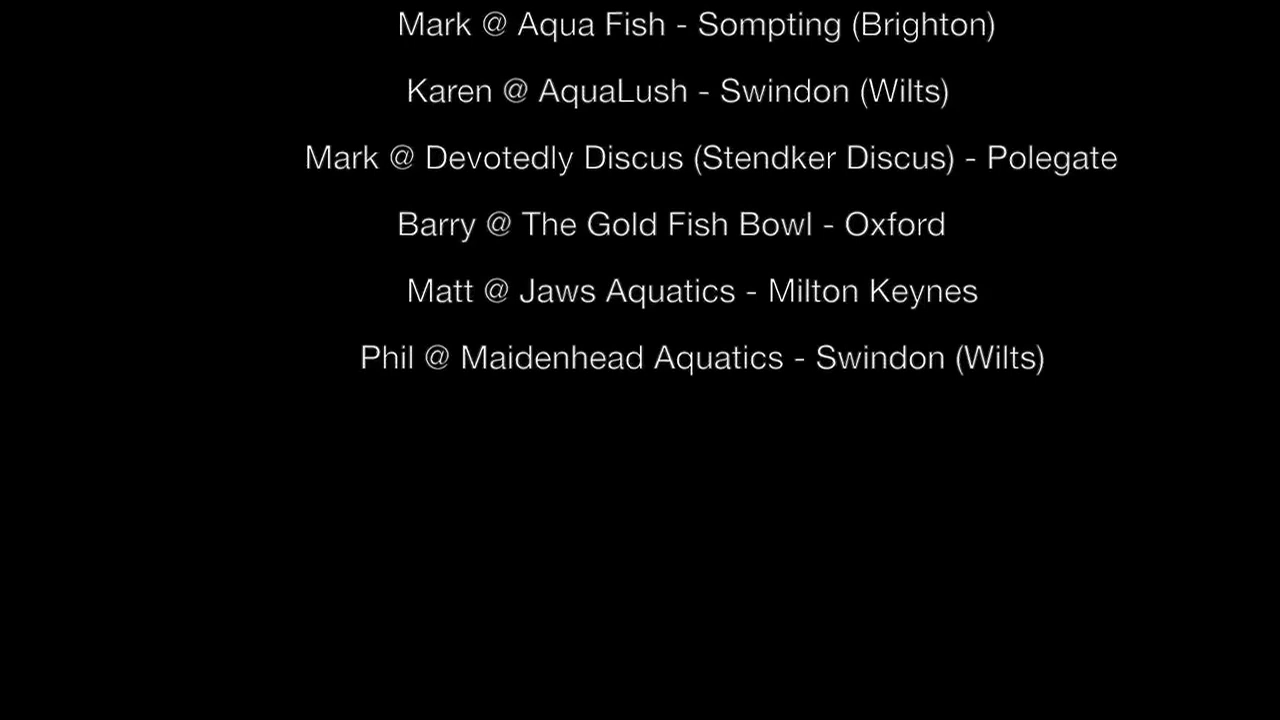 Mark @ Aqua Fish - Sompting (Brighton)
Karen @ AquaLush - Swindon (Wilts)
Mark @ Devotedly Discus (Stendker Discus) - Polegate
Barry @ The Gold Fish Bowl - Oxford
Matt @ Jaws Aquatics - Milton Keynes
Phil @ Maidenhead Aquatics - Swindon (Wilts)